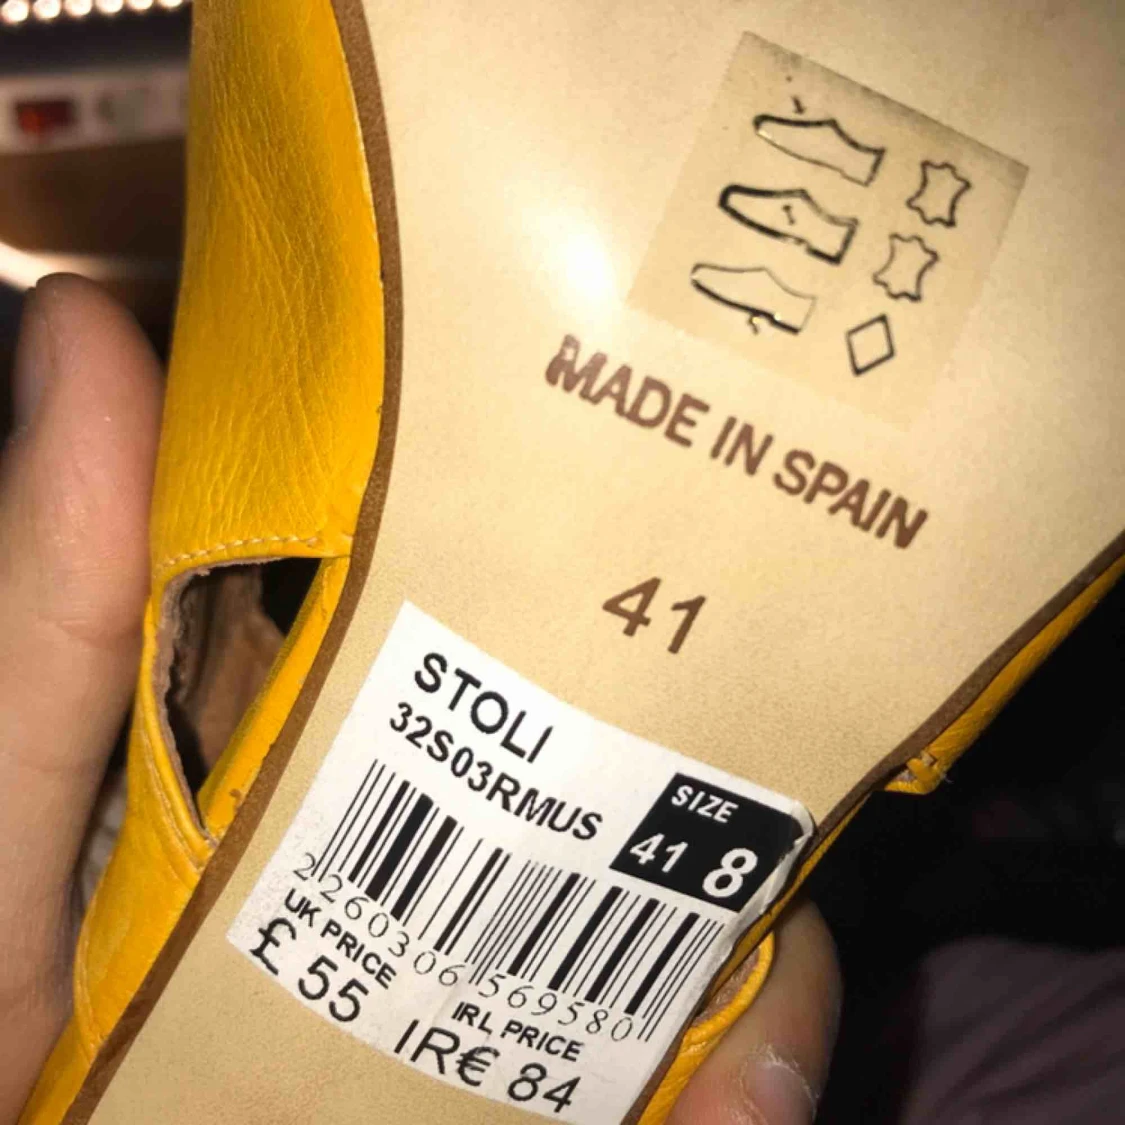 MADE IN SPAIN
41
STOLI
32S03RMUS
SIZE
41 8
2260306569580
UK PRICE
£55
IRL PRICE
IR€ 84